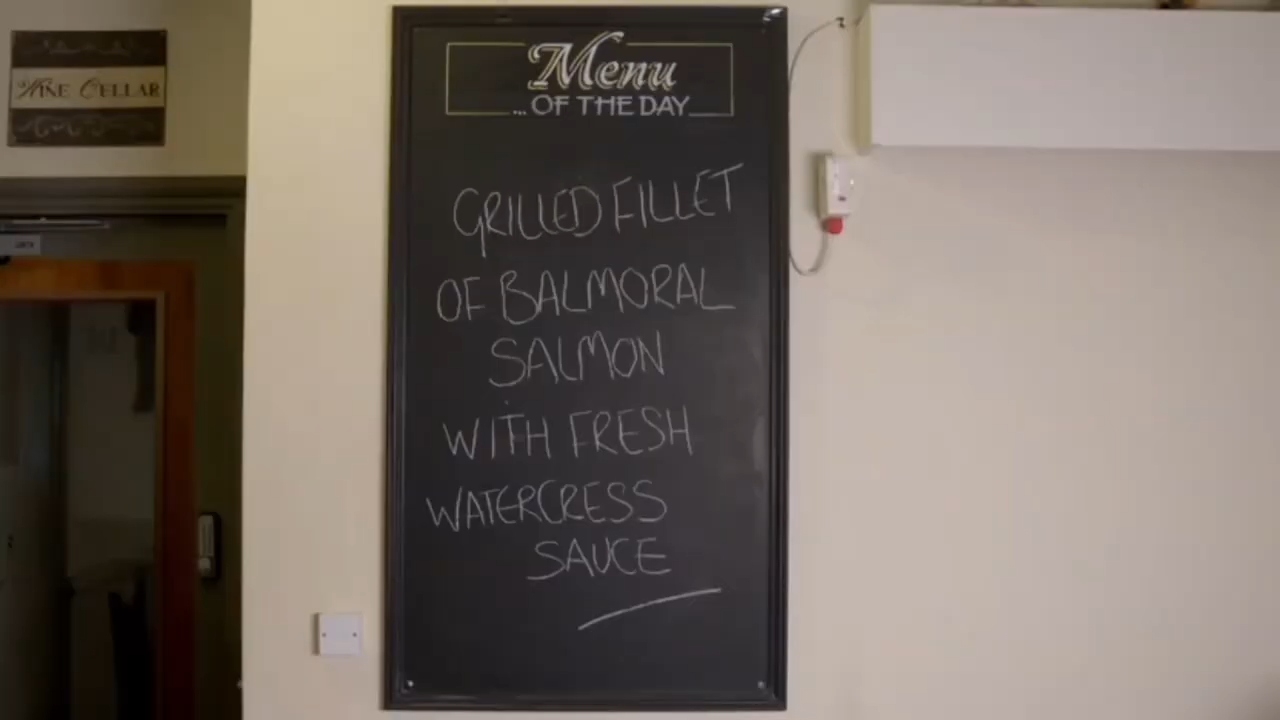 Wine Cellar
Menu
...OF THE DAY
GRILLED FILLET
OF BALMORAL
SALMON
WITH FRESH
WATERCRESS
SAUCE